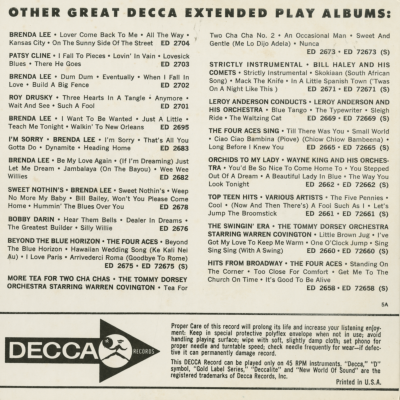 OTHER GREAT DECCA EXTENDED PLAY ALBUMS:
BRENDA LEE • Lover Come Back To Me • All The Way •
Kansas City • On The Sunny Side Of The Street ED 2704
PATSY CLINE • I Fall To Pieces • Lovin' In Vain • Lovesick
Blues • There He Goes ED 2703
BRENDA LEE • Dum Dum • Eventually • When I Fall In
Love • Build A Big Fence ED 2702
ROY DRUSKY • Three Hearts In A Tangle • Anymore •
Wait And See • Such A Fool ED 2701
BRENDA LEE • I Want To Be Wanted • Just A Little •
Teach Me Tonight • Walkin' To New Orleans ED 2695
I'M SORRY • BRENDA LEE • I'm Sorry • That's All You
Gotta Do • Dynamite • Heading Home ED 2683
BRENDA LEE • Be My Love Again • (If I'm Dreaming) Just
Let Me Dream • Jambalaya (On The Bayou) • Wee Wee
Willies ED 2682
SWEET NOTHIN'S • BRENDA LEE • Sweet Nothin's • Weep
No More My Baby • Bill Bailey, Won't You Please Come
Home • Hummin' The Blues Over You ED 2678
BOBBY DARIN • Hear Them Bells • Dealer In Dreams •
The Greatest Builder • Silly Willie ED 2676
BEYOND THE BLUE HORIZON • THE FOUR ACES • Beyond
The Blue Horizon • Hawaiian Wedding Song (Ke Kali Nei
Au) • I Love Paris • Arrivederci Roma (Goodbye To Rome)
ED 2675 • ED 72675 (S)
MORE TEA FOR TWO CHA CHAS • THE TOMMY DORSEY
ORCHESTRA STARRING WARREN COVINGTON • Tea For
Two Cha Cha No. 2 • An Occasional Man • Sweet And
Gentle (Me Lo Dijo Adela) • Nunca
ED 2673 • ED 72673 (S)
STRICTLY INSTRUMENTAL • BILL HALEY AND HIS
COMETS • Strictly Instrumental • Skokiaan (South African
Song) • Mack The Knife • In A Little Spanish Town ('Twas
On A Night Like This) ED 2671 • ED 72671 (S)
LEROY ANDERSON CONDUCTS • LEROY ANDERSON AND
HIS ORCHESTRA • Blue Tango • The Typewriter • Sleigh
Ride • The Waltzing Cat ED 2669 • ED 72669 (S)
THE FOUR ACES SING • Till There Was You • Small World
• Ciao Ciao Bambina (Piove) (Chiow Chiow Bambeena) •
Long Before I Knew You ED 2665 • ED 72665 (S)
ORCHIDS TO MY LADY • WAYNE KING AND HIS ORCHES-
TRA • You'd Be So Nice To Come Home To • You Stepped
Out Of A Dream • A Beautiful Lady In Blue • The Way You
Look Tonight ED 2662 • ED 72662 (S)
TOP TEEN HITS • VARIOUS ARTISTS • The Five Pennies •
Cool • (Now And Then There's) A Fool Such As I • Let's
Jump The Broomstick ED 2661 • ED 72661 (S)
THE SWINGIN' ERA • THE TOMMY DORSEY ORCHESTRA
STARRING WARREN COVINGTON • Little Brown Jug • I've
Got My Love To Keep Me Warm • One O'Clock Jump • Sing
Sing Sing (With A Swing) ED 2660 • ED 72660 (S)
HITS FROM BROADWAY • THE FOUR ACES • Standing On
The Corner • Too Close For Comfort • Get Me To The
Church On Time • It's Good To Be Alive
ED 2658 • ED 72658 (S)
5A
DECCA RECORDS
Proper Care of this record will prolong its life and increase your listening enjoy-
ment: Keep in special protective polyflex envelope when not in use; avoid
handling playing surface; wipe with soft, slightly damp cloth; set phono for
proper needle and turntable speed; check needle frequently for wear—if defec-
tive it can permanently damage record.
This DECCA Record can be played only on 45 RPM instruments. "Decca," "D"
symbol, "Gold Label Series," "Deccalite" and "New World Of Sound" are the
registered trademarks of Decca Records, Inc.
Printed in U.S.A.